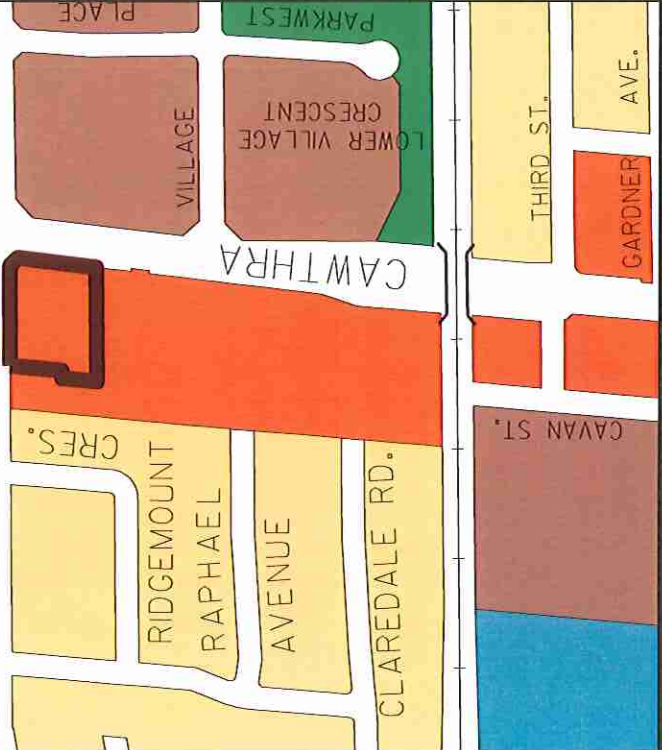 PLACE
PARKWEST
VILLAGE
LOWER VILLAGE
CRESCENT
THIRD ST.
AVE.
GARDNER
CAWTHRA
CAVAN ST.
CRES.
RIDGEMOUNT
RAPHAEL
AVENUE
CLAREDALE RD.